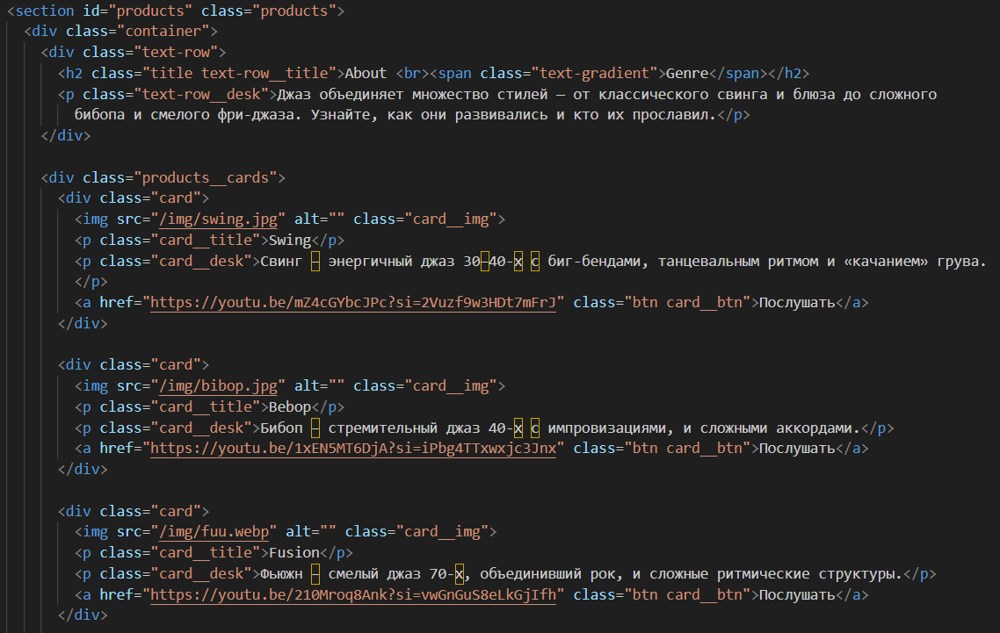 <section id="products" class="products">
<div class="container">
<div class="text-row">
<h2 class="title text-row__title">About <br><span class="text-gradient">Genre</span></h2>
<p class="text-row__desk">Джаз объединяет множество стилей — от классического свинга и блюза до сложного
бибопа и смелого фри-джаза. Узнайте, как они развивались и кто их прославил.</p>
</div>
<div class="products__cards">
<div class="card">
<img src="/img/swing.jpg" alt="" class="card__img">
<p class="card__title">Swing</p>
<p class="card__desk">Свинг – энергичный джаз 30–40-х с биг-бендами, танцевальным ритмом и «качанием» грува.
</p>
<a href="https://youtu.be/mZ4cGYbcJPc?si=2Vuzf9w3HDt7mFrJ" class="btn card__btn">Послушать</a>
</div>
<div class="card">
<img src="/img/bibop.jpg" alt="" class="card__img">
<p class="card__title">Bebop</p>
<p class="card__desk">Бибоп – стремительный джаз 40-х с импровизациями, и сложными аккордами.</p>
<a href="https://youtu.be/1xEN5MT6DjA?si=iPbg4TTxwxjc3Jnx" class="btn card__btn">Послушать</a>
</div>
<div class="card">
<img src="/img/fuu.webp" alt="" class="card__img">
<p class="card__title">Fusion</p>
<p class="card__desk">Фьюжн – смелый джаз 70-х, объединивший рок, и сложные ритмические структуры.</p>
<a href="https://youtu.be/210Mroq8Ank?si=vwGnGuS8eLkGjIfh" class="btn card__btn">Послушать</a>
</div>